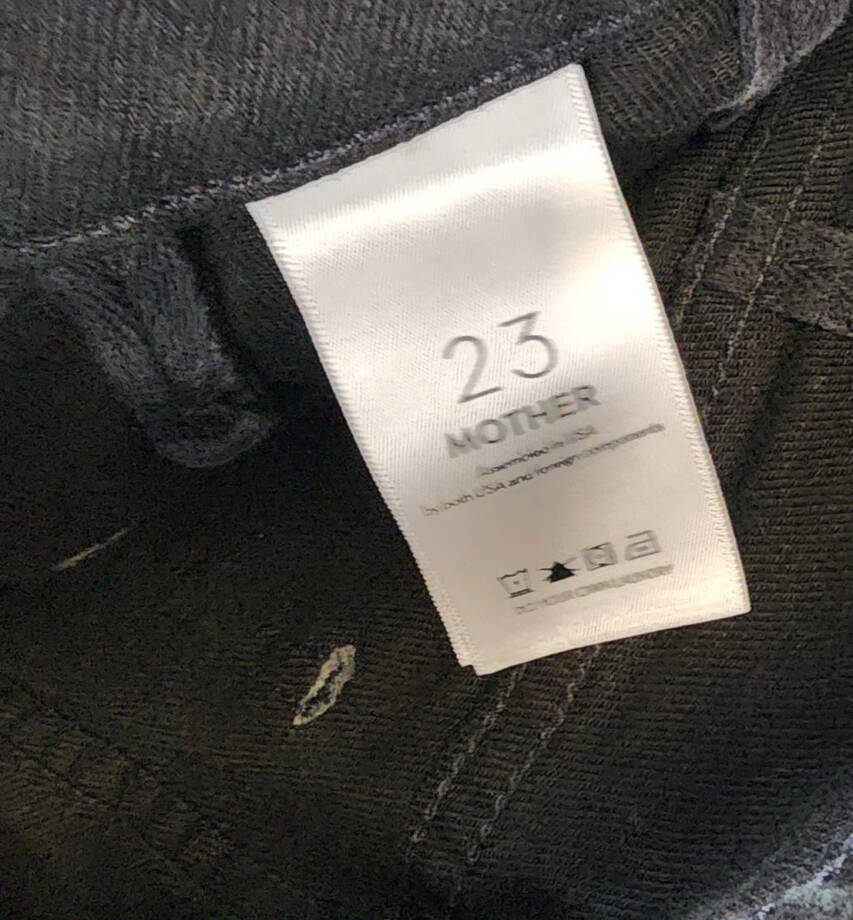 23
MOTHER
Assembled in USA
by both USA and foreign components
DO YOUR OWN LAUNDRY